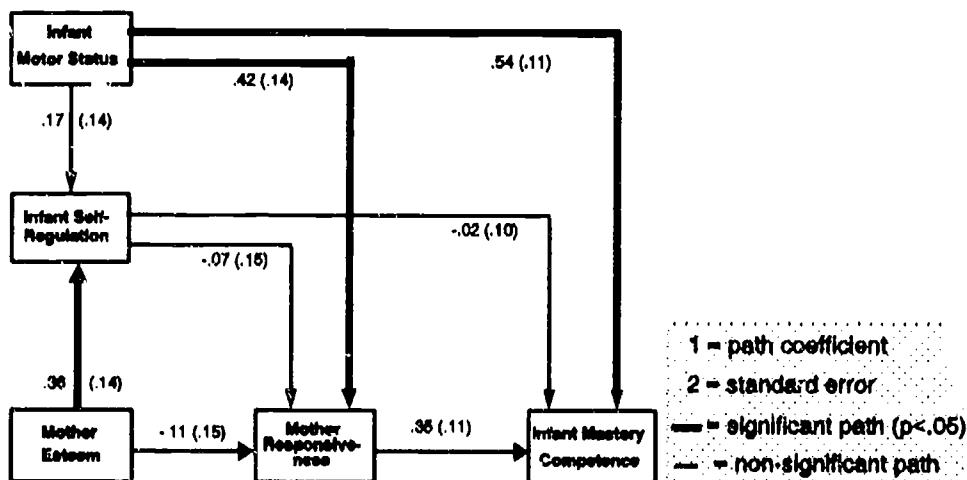 Infant
Motor Status
.54 (.11)
.42 (.14)
.17 (.14)
Infant Self-
Regulation
-.02 (.10)
-.07 (.15)
.36 (.14)
Mother
Esteem
-.11 (.15)
Mother
Responsive-
ness
.35 (.11)
Infant Mastery
Competence
1 = path coefficient
2 = standard error
= significant path (p<.05)
= non-significant path